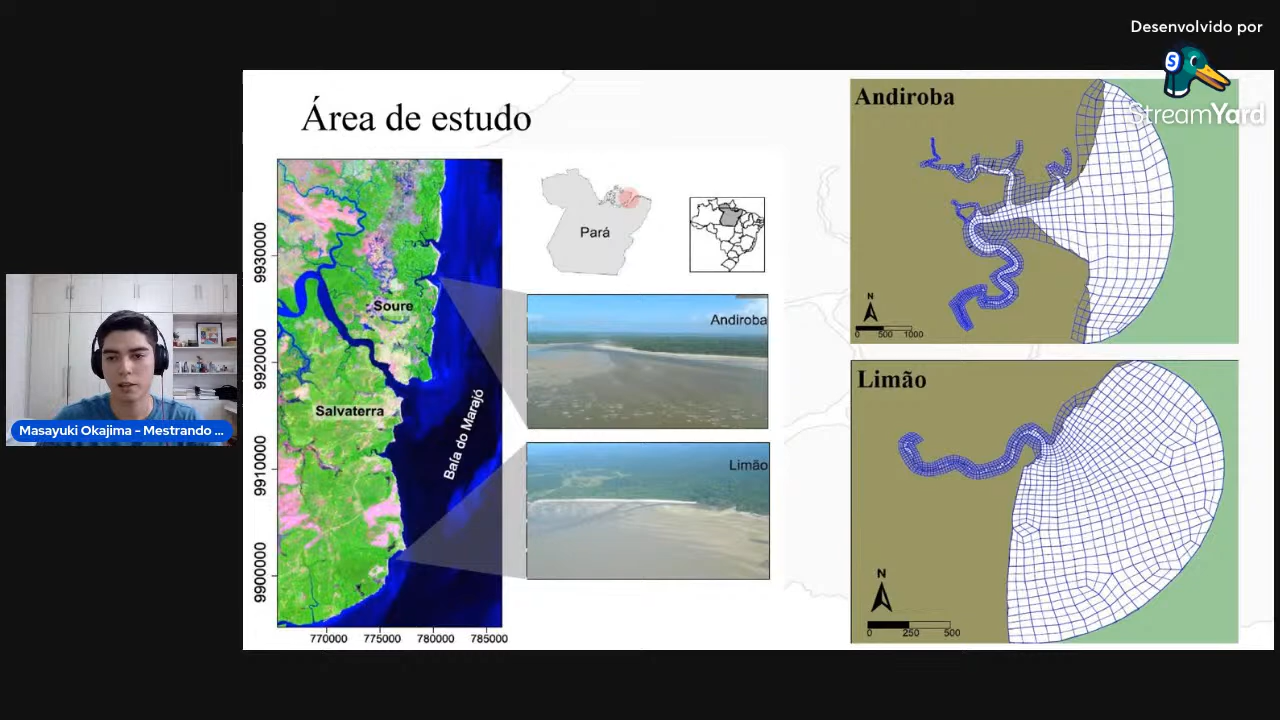 Desenvolvido por
S
StreamYard
Área de estudo
Pará
Soure
Salvaterra
Baía do Marajó
9930000
9920000
9910000
9900000
770000 775000 780000 785000
Andiroba
Limão
Andiroba
N
0 500 1000
Limão
N
0 250 500
Masayuki Okajima - Mestrando ...